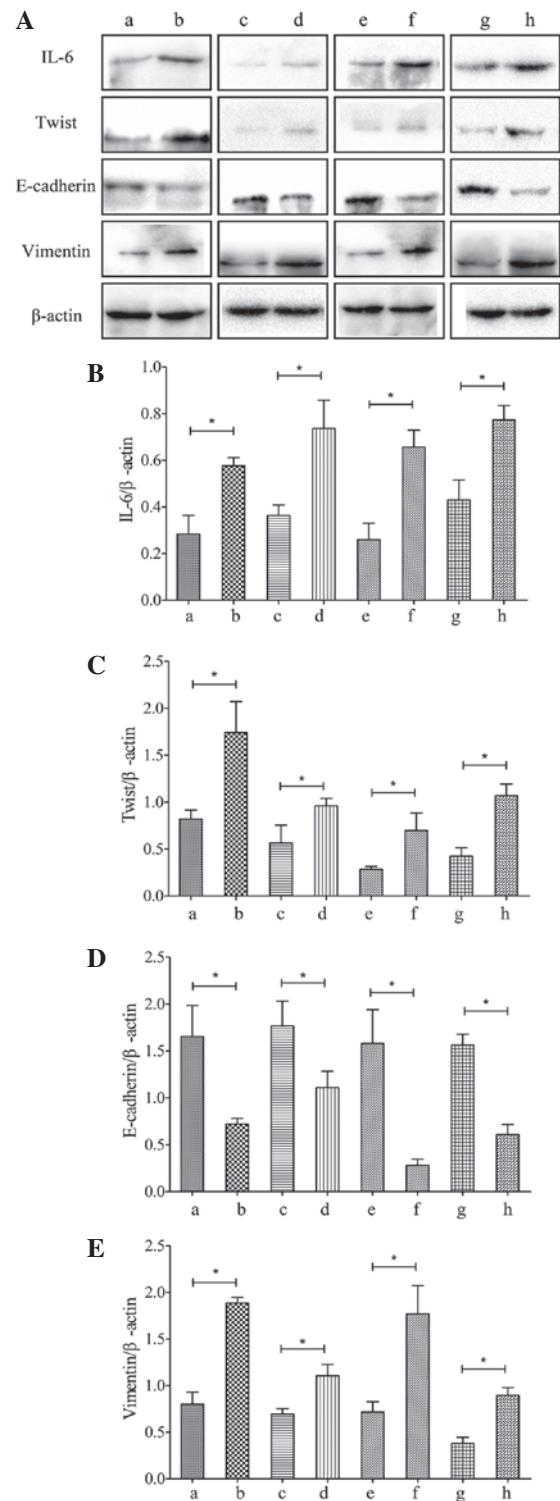 A
a b c d e f g h
IL-6
Twist
E-cadherin
Vimentin
β-actin
B
IL-6/β -actin
1.0
0.8
0.6
0.4
0.2
0.0
* * * *
a b c d e f g h
C
Twist/β -actin
2.5
2.0
1.5
1.0
0.5
0.0
* * * *
a b c d e f g h
D
E-cadherin/β -actin
2.5
2.0
1.5
1.0
0.5
0.0
* * * *
a b c d e f g h
E
Vimentin/β -actin
2.5
2.0
1.5
1.0
0.5
0.0
* * * *
a b c d e f g h